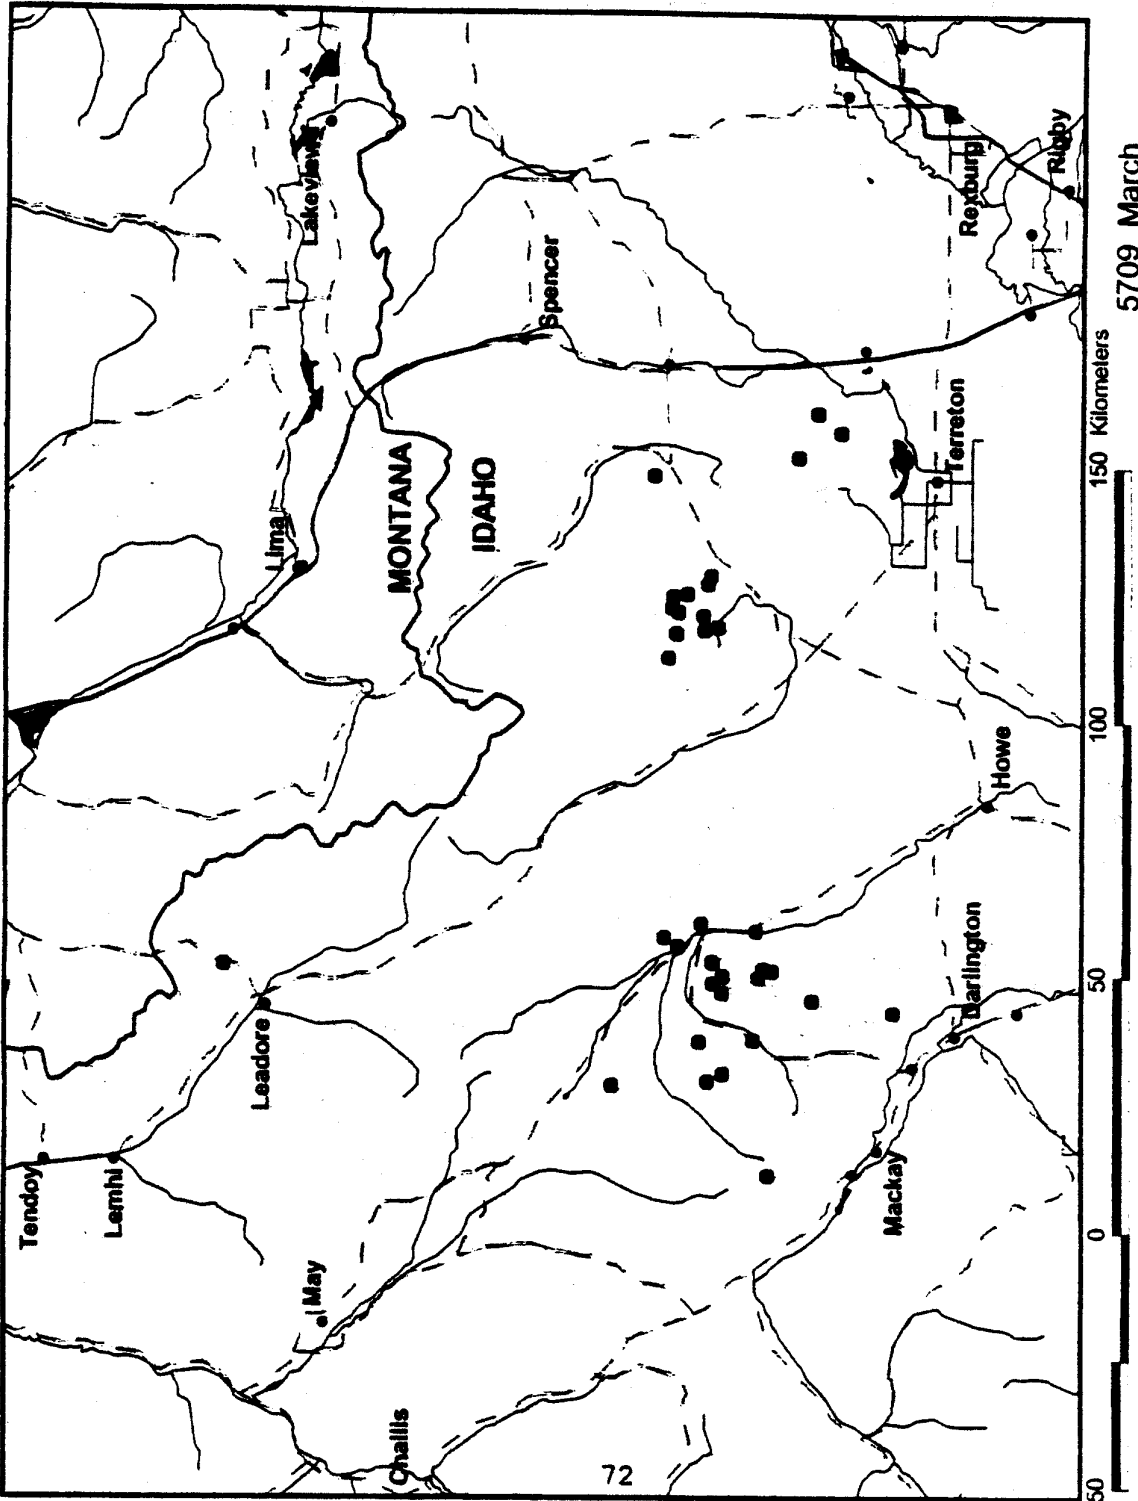 Tendoy
Lemhi
Leadore
May
Challis
Lima
Lakeview
MONTANA
IDAHO
Spencer
Rexburg
Rigby
Terreton
Howe
Darlington
Mackay
50
0
50
100
150 Kilometers
5709 March
72